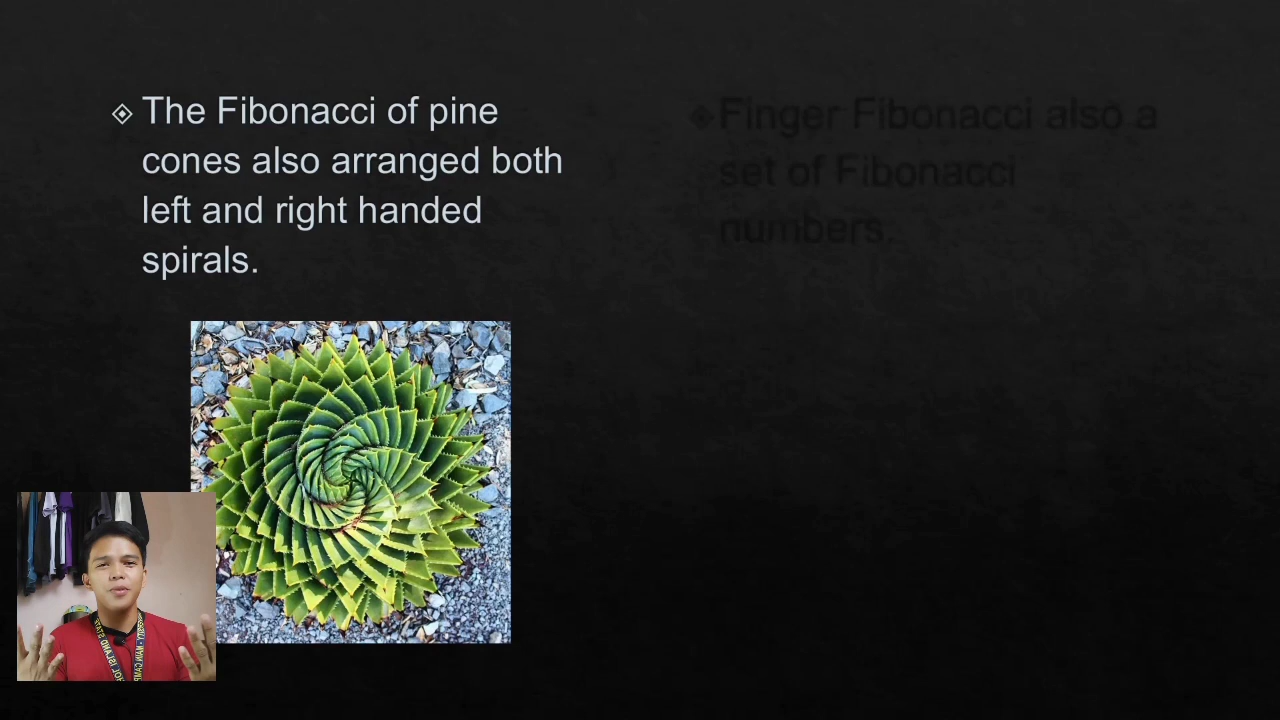 The Fibonacci of pine
cones also arranged both
left and right handed
spirals.
Finger Fibonacci also a
set of Fibonacci
numbers.